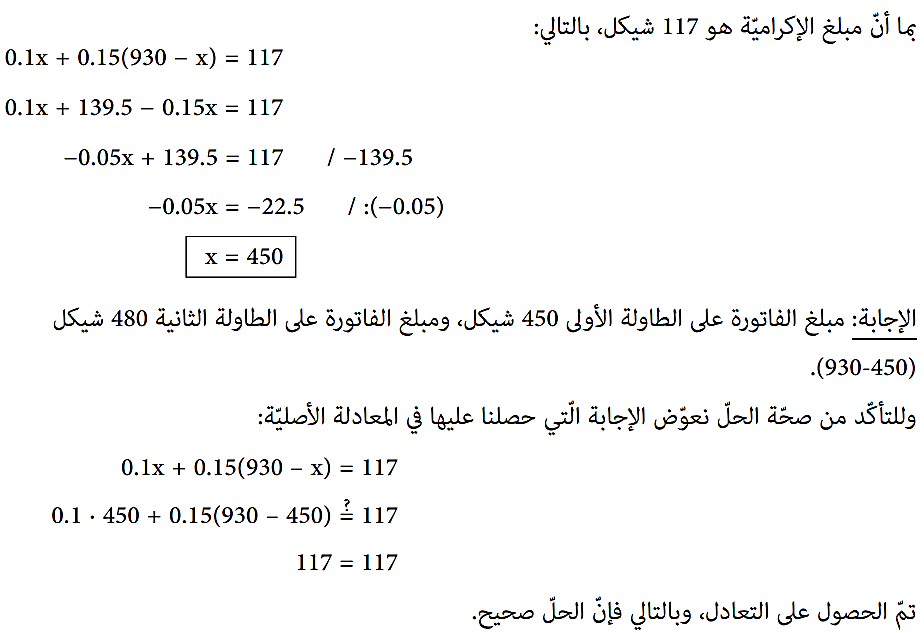 بما أنّ مبلغ الإكراميّة هو 117 شيكل، بالتالي:
0.1x + 0.15(930 − x) = 117
0.1x + 139.5 − 0.15x = 117
−0.05x + 139.5 = 117 / −139.5
−0.05x = −22.5 / :(−0.05)
x = 450
الإجابة: مبلغ الفاتورة على الطاولة الأولى 450 شيكل، ومبلغ الفاتورة على الطاولة الثانية 480 شيكل
(930-450).
وللتأكّد من صحّة الحلّ نعوّض الإجابة الّتي حصلنا عليها في المعادلة الأصليّة:
0.1x + 0.15(930 − x) = 117
0.1 · 450 + 0.15(930 − 450) ≟ 117
117 = 117
تمّ الحصول على التعادل، وبالتالي فإنّ الحلّ صحيح.